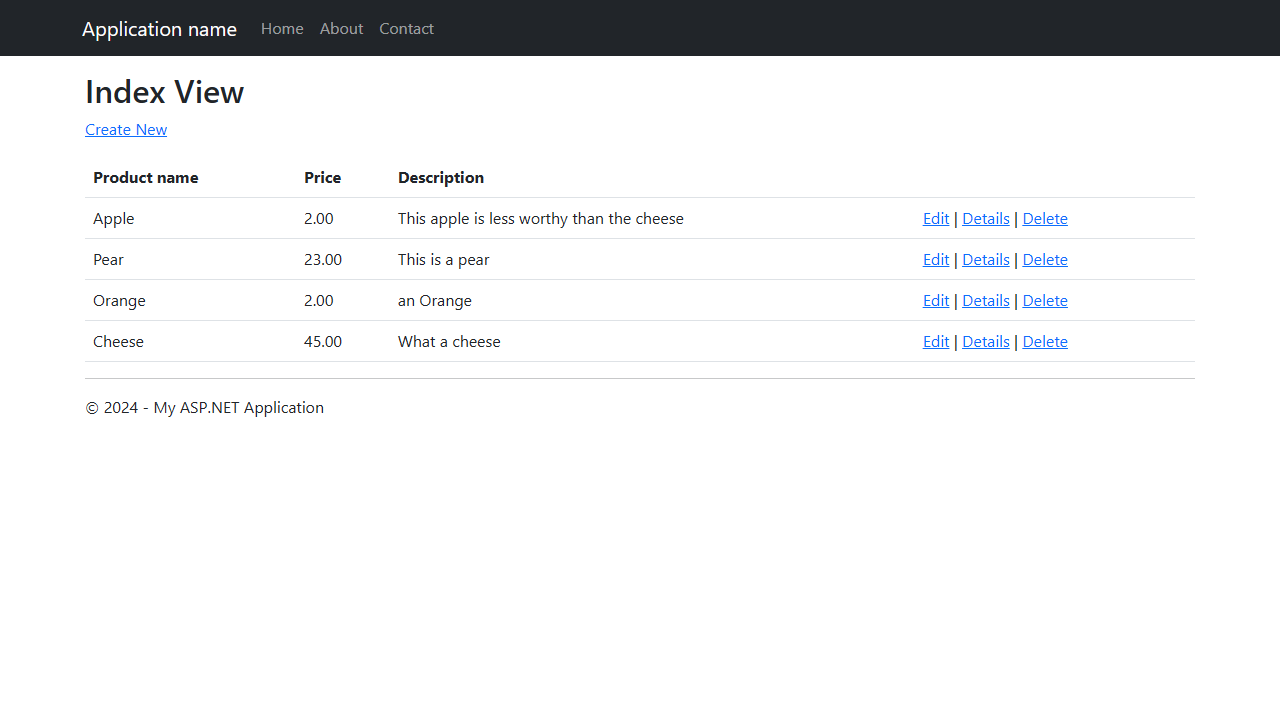 Application name Home About Contact
Index View
Create New
Product name Price Description
Apple 2.00 This apple is less worthy than the cheese Edit | Details | Delete
Pear 23.00 This is a pear Edit | Details | Delete
Orange 2.00 an Orange Edit | Details | Delete
Cheese 45.00 What a cheese Edit | Details | Delete
© 2024 - My ASP.NET Application